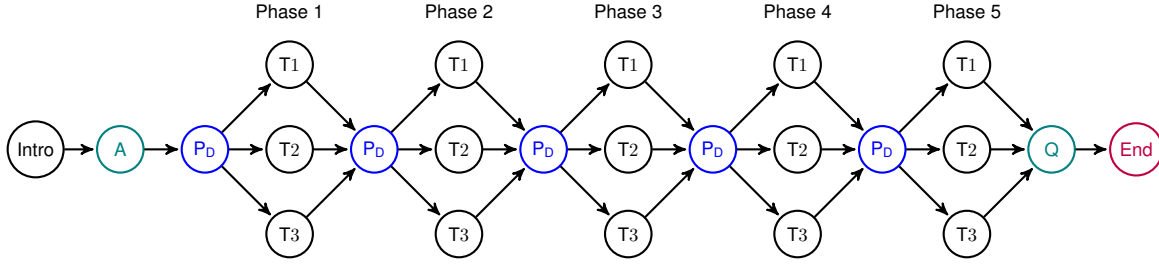 Phase 1 Phase 2 Phase 3 Phase 4 Phase 5
T1 T1 T1 T1 T1
Intro A PD T2 PD T2 PD T2 PD T2 PD T2 Q End
T3 T3 T3 T3 T3